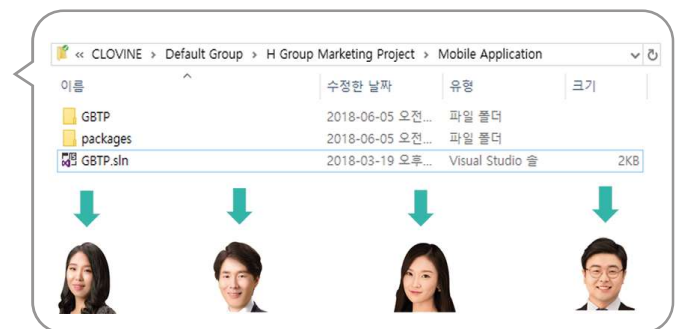 « CLOVINE > Default Group > H Group Marketing Project > Mobile Application
이름 수정한 날짜 유형 크기
GBTP 2018-06-05 오전... 파일 폴더
packages 2018-06-05 오전... 파일 폴더
GBTP.sln 2018-03-19 오후... Visual Studio 솔 2KB